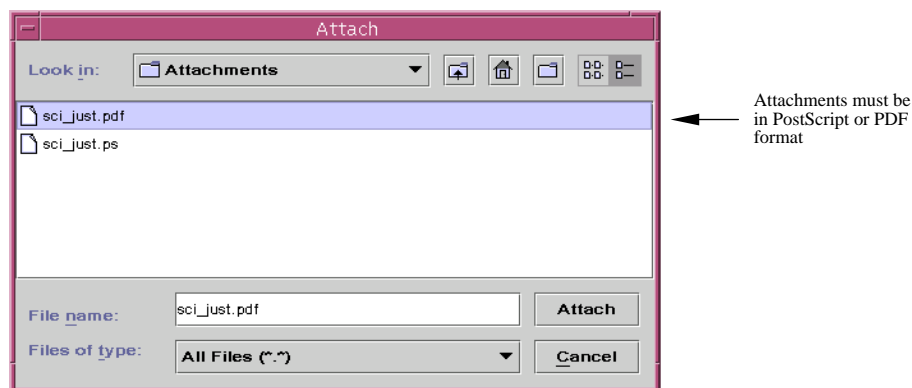 Attach
Look in:
Attachments
sci_just.pdf
sci_just.ps
Attachments must be
in PostScript or PDF
format
File name:
sci_just.pdf
Attach
Files of type:
All Files (*.*)
Cancel